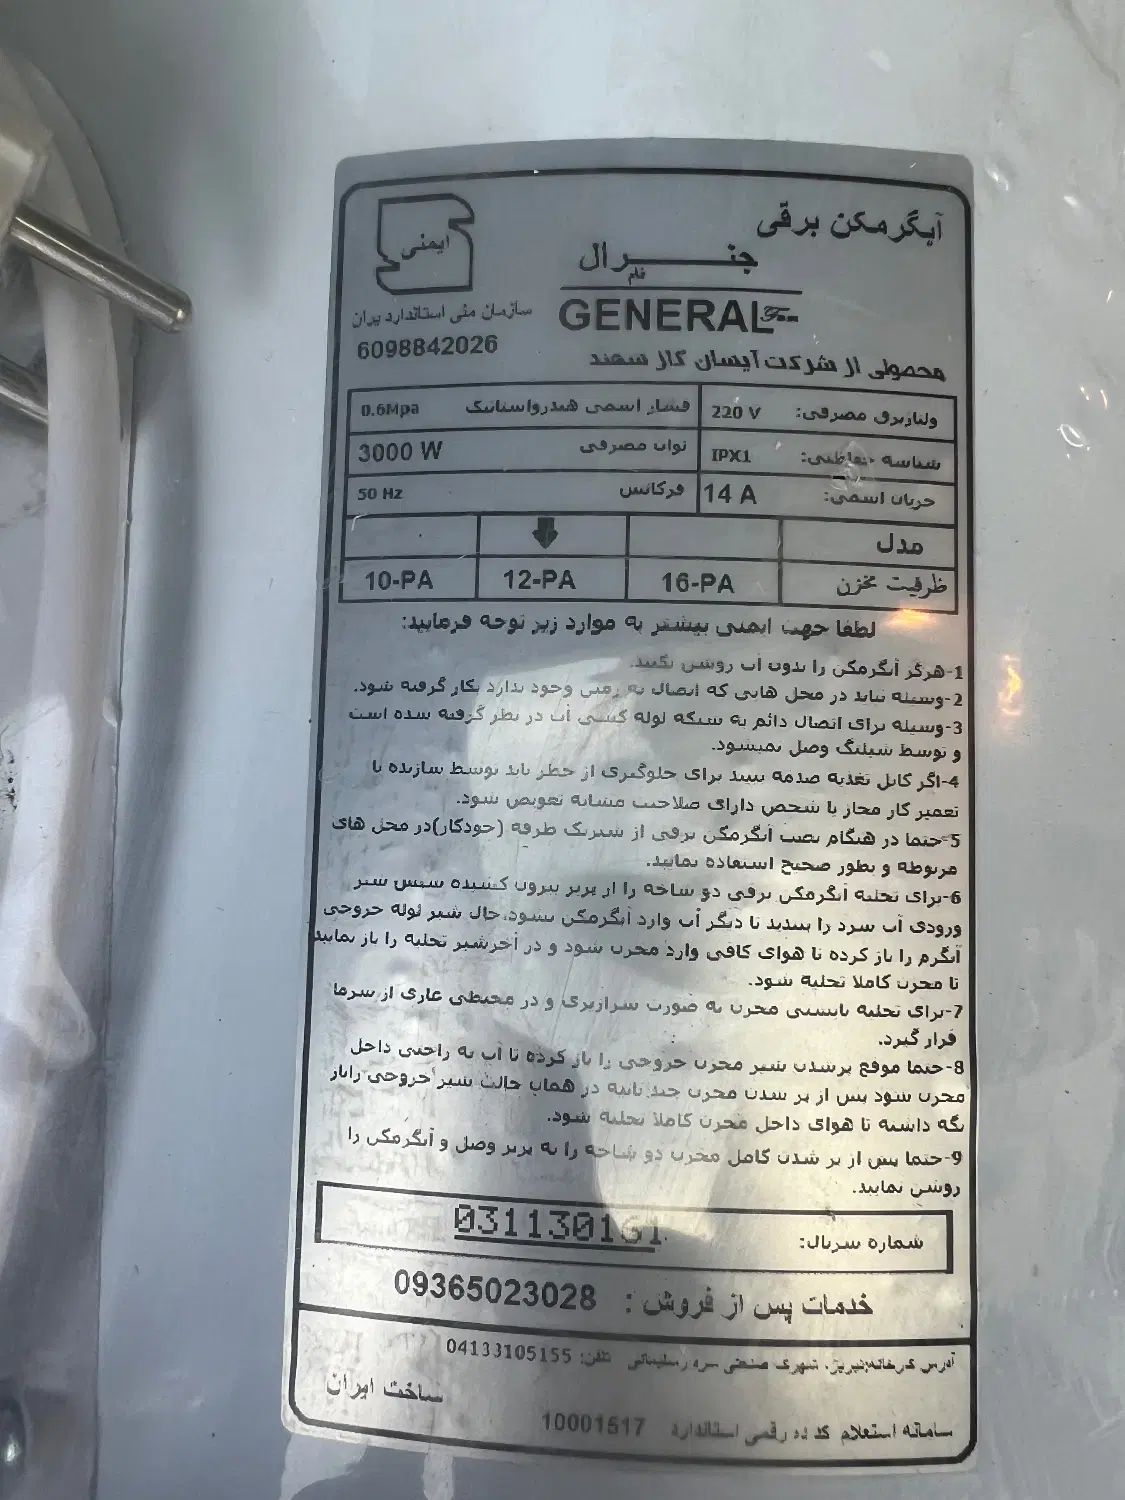 آبگرمکن برقی
ایمنی
جنرال
فام
GENERAL
سازمان ملی استاندارد یران
6098842026
محصولی از شرکت آیسان گاز سهند
ولتاژبرق مصرفی: 220 V
فشار اسمی هیدرواستاتیک 0.6Mpa
شناسه حفاظتی: IPX1
توان مصرفی 3000 W
جریان اسمی: 14 A
فرکانس 50 Hz
مدل
ظرفیت مخزن 16-PA 12-PA 10-PA
لطفا جهت ایمنی بیشتر به موارد زیر توجه فرمایید:
1-هرگز آبگرمکن را بدون آب روشن نکنید.
2-وسیله نباید در محل هایی که اتصال به زمین وجود ندارد بکار گرفته شود.
3-وسیله برای اتصال دائم به شبکه لوله کشی آب در نظر گرفته شده است
و توسط شیلنگ وصل نمیشود.
4-اگر کابل تغذیه صدمه ببیند برای جلوگیری از خطر باید توسط سازنده یا
تعمیر کار مجاز یا شخص دارای صلاحیت مشابه تعویض شود.
5-حتما در هنگام نصب آبگرمکن برقی از شیریک طرفه (خودکار)در محل های
مربوطه و بطور صحیح استفاده نمایید.
6-برای تخلیه آبگرمکن برقی دو شاخه را از پریز بیرون کشیده سپس شیر
ورودی آب سرد را ببندید تا دیگر آب وارد آبگرمکن نشود،حال شیر لوله خروجی
آبگرم را باز کرده تا هوای کافی وارد مخزن شود و در آخرشیر تخلیه را باز نمایید
تا مخزن کاملا تخلیه شود.
7-برای تخلیه بایستی مخزن به صورت سرازیری و در محیطی عاری از سرما
قرار گیرد.
8-حتما موقع پرشدن شیر مخزن خروجی را باز کرده تا آب به راحتی داخل
مخزن شود پس از پر شدن مخزن چند ثانیه در همان حالت شیر خروجی راباز
نگه داشته تا هوای داخل مخزن کاملا تخلیه شود.
9-حتما پس از پر شدن کامل مخزن دو شاخه را به پریز وصل و آبگرمکن را
روشن نمایید.
شماره سریال: 031130161
خدمات پس از فروش : 09365023028
آدرس کارخانه:تبریز، شهرک صنعتی سرد رسلیمانی تلفن: 04133105155
ساخت ایران
سامانه استعلام کد ده رقمی استاندارد 10001517